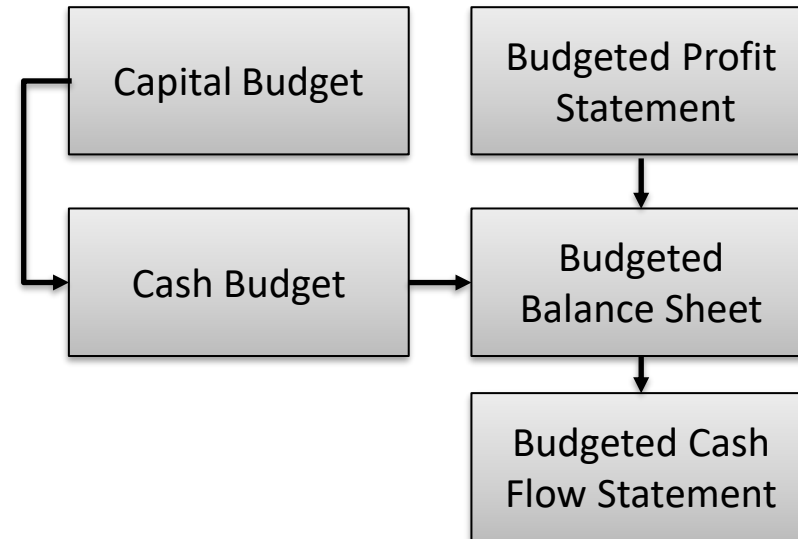 Capital Budget
Budgeted Profit
Statement
Cash Budget
Budgeted
Balance Sheet
Budgeted Cash
Flow Statement